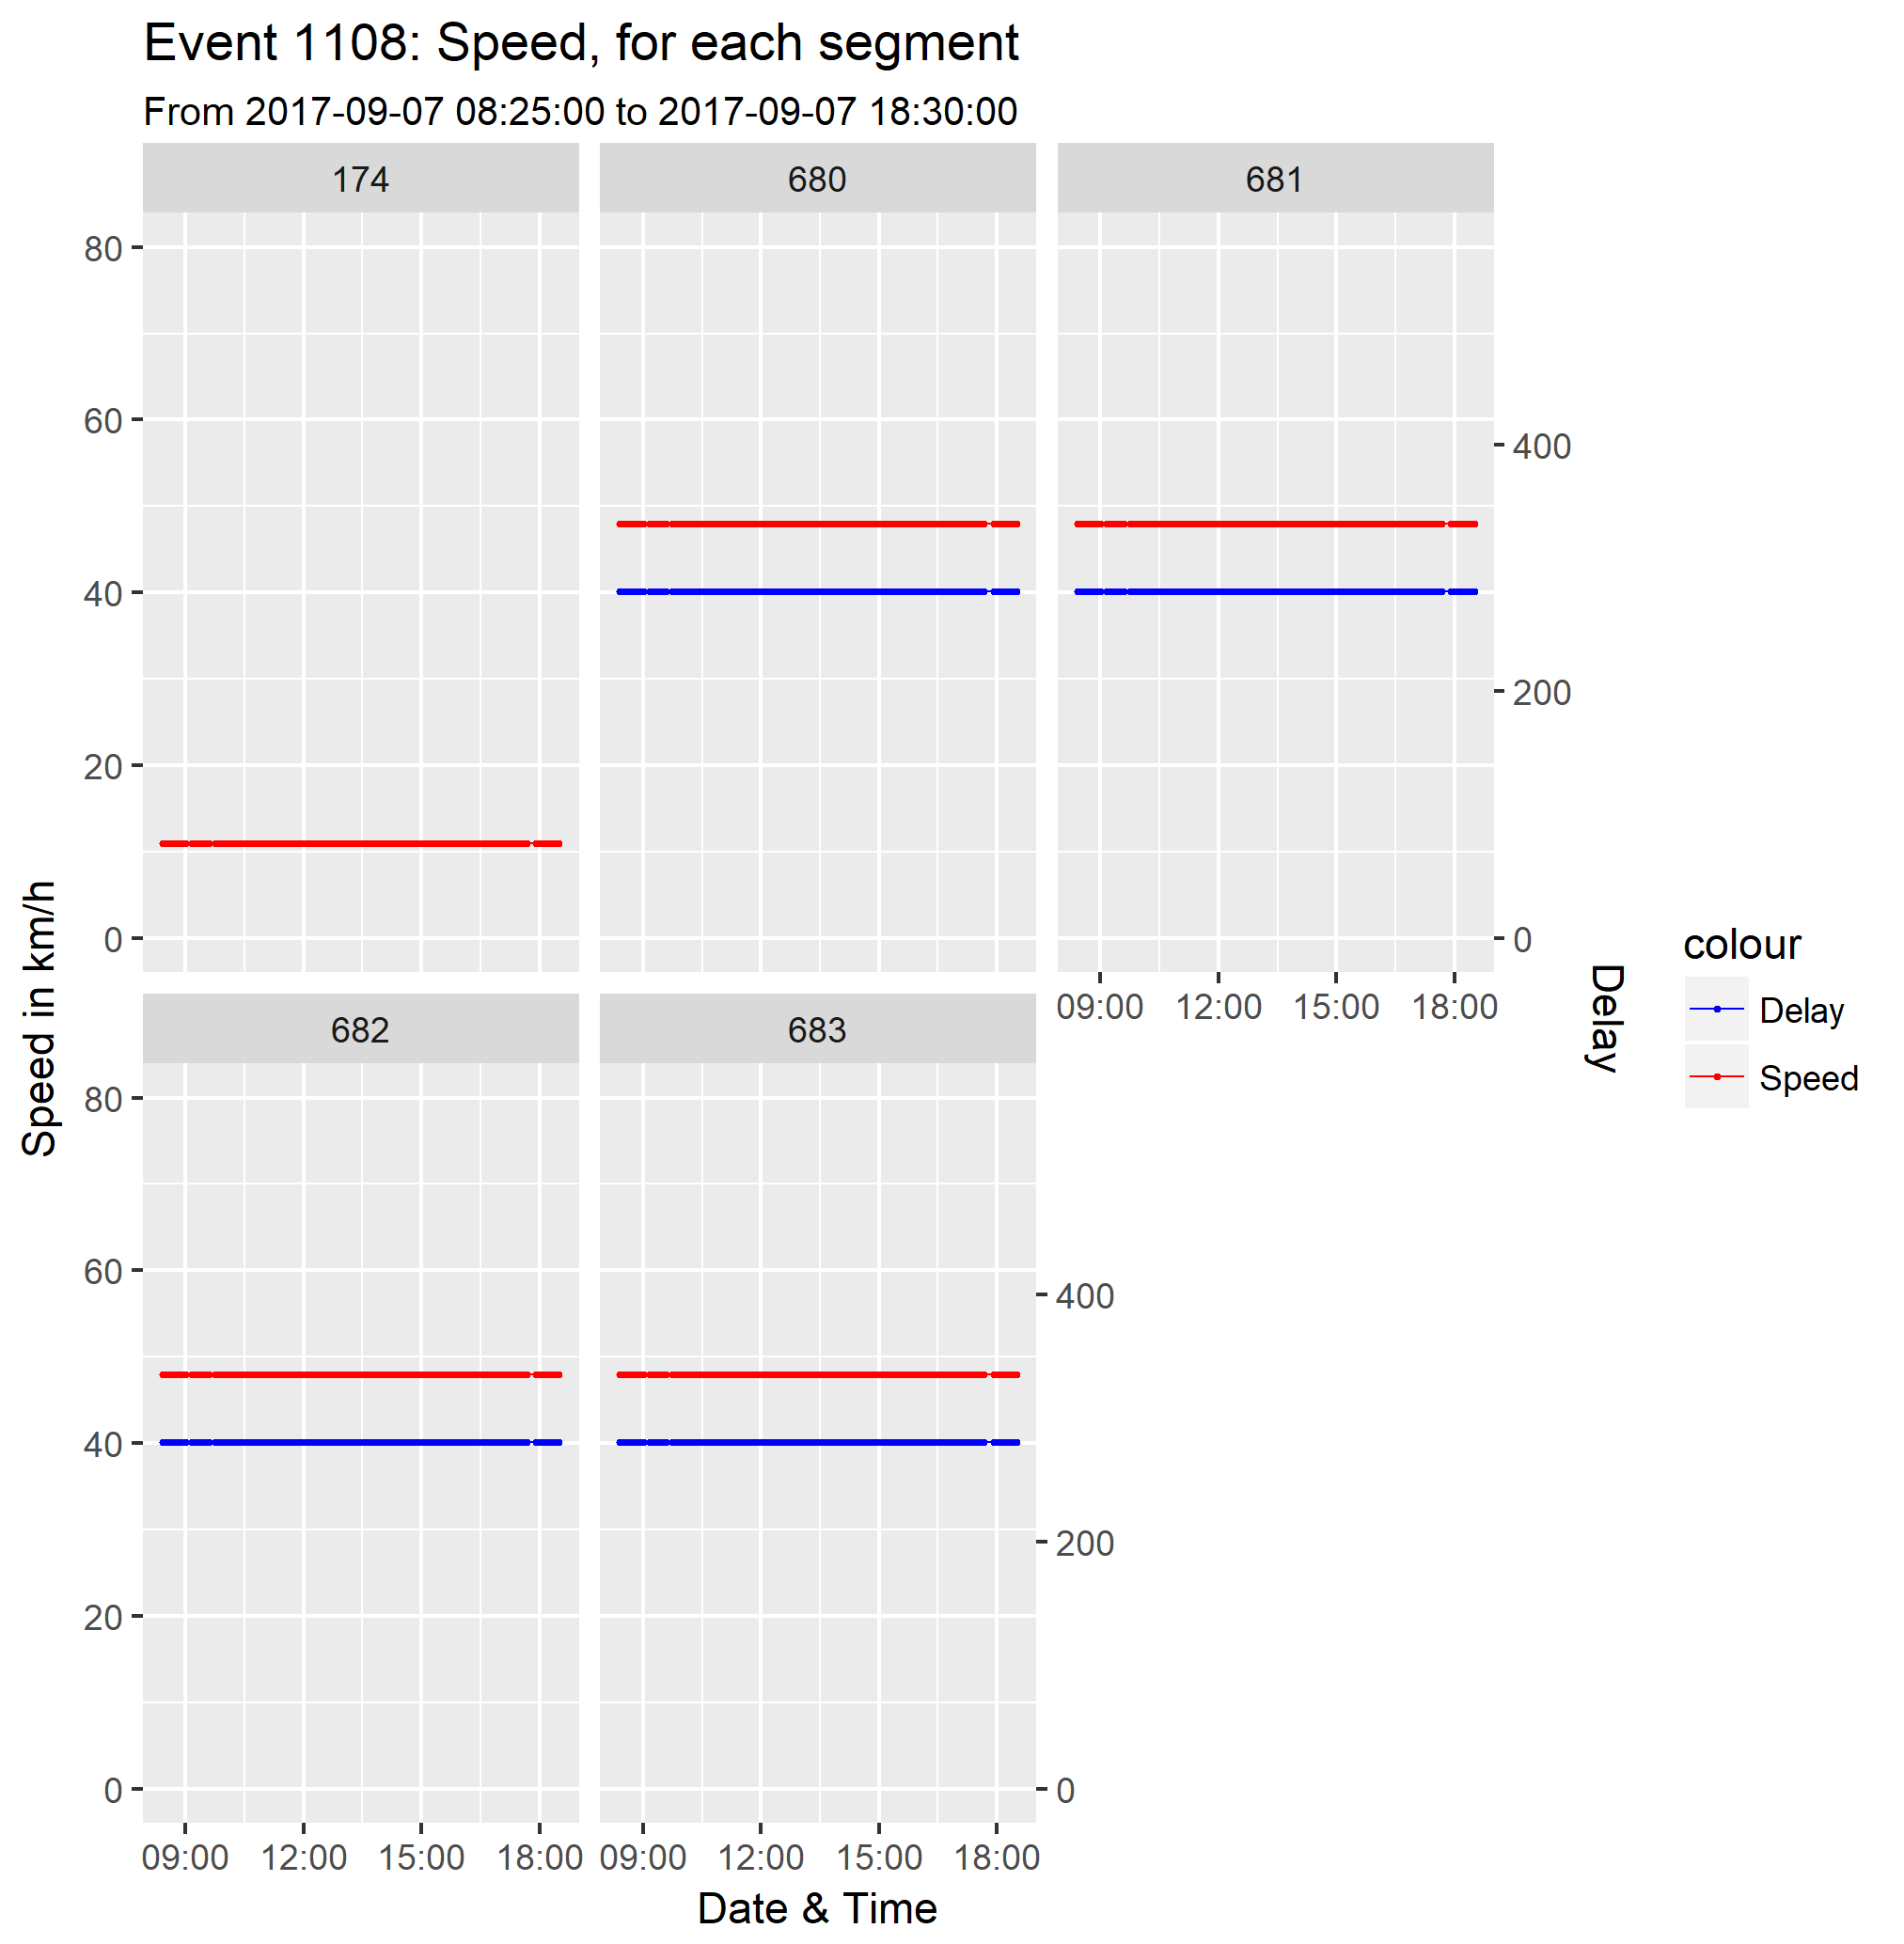 Event 1108: Speed, for each segment
From 2017-09-07 08:25:00 to 2017-09-07 18:30:00
174
680
681
80
60
40
20
0
400
200
0
09:00 12:00 15:00 18:00
Speed in km/h
Delay
colour
Delay
Speed
682
683
80
60
40
20
0
400
200
0
09:00 12:00 15:00 18:00
09:00 12:00 15:00 18:00
Date & Time